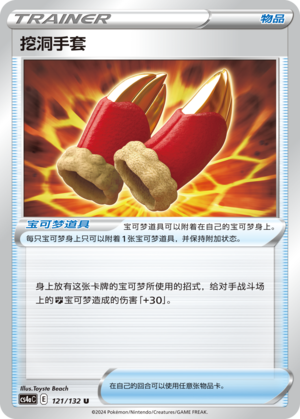 TRAINER
物品
挖洞手套
宝可梦道具
宝可梦道具可以附着在自己的宝可梦身上。
每只宝可梦身上只可以附着1张宝可梦道具,并保持附加状态。
身上放有这张卡牌的宝可梦所使用的招式,给对手战斗场
上的宝可梦造成的伤害「+30」。
Illus.Toyste Beach
CS4aC E 121/132 U
在自己的回合可以使用任意张物品卡。
©2024 Pokémon/Nintendo/Creatures/GAME FREAK.